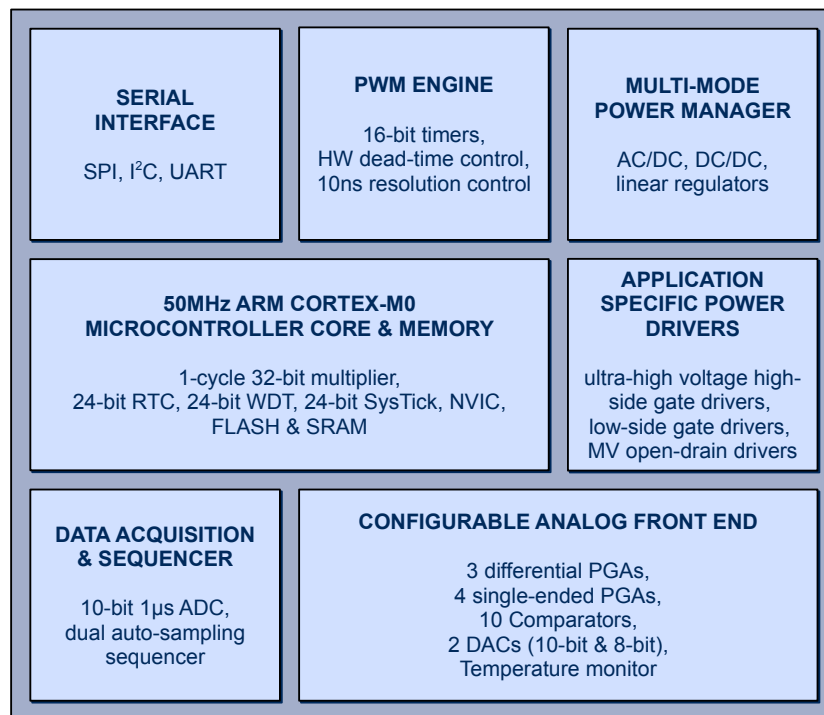 SERIAL
INTERFACE
SPI, I²C, UART
PWM ENGINE
16-bit timers,
HW dead-time control,
10ns resolution control
MULTI-MODE
POWER MANAGER
AC/DC, DC/DC,
linear regulators
50MHz ARM CORTEX-M0
MICROCONTROLLER CORE & MEMORY
1-cycle 32-bit multiplier,
24-bit RTC, 24-bit WDT, 24-bit SysTick, NVIC,
FLASH & SRAM
APPLICATION
SPECIFIC POWER
DRIVERS
ultra-high voltage high-
side gate drivers,
low-side gate drivers,
MV open-drain drivers
DATA ACQUISITION
& SEQUENCER
10-bit 1µs ADC,
dual auto-sampling
sequencer
CONFIGURABLE ANALOG FRONT END
3 differential PGAs,
4 single-ended PGAs,
10 Comparators,
2 DACs (10-bit & 8-bit),
Temperature monitor